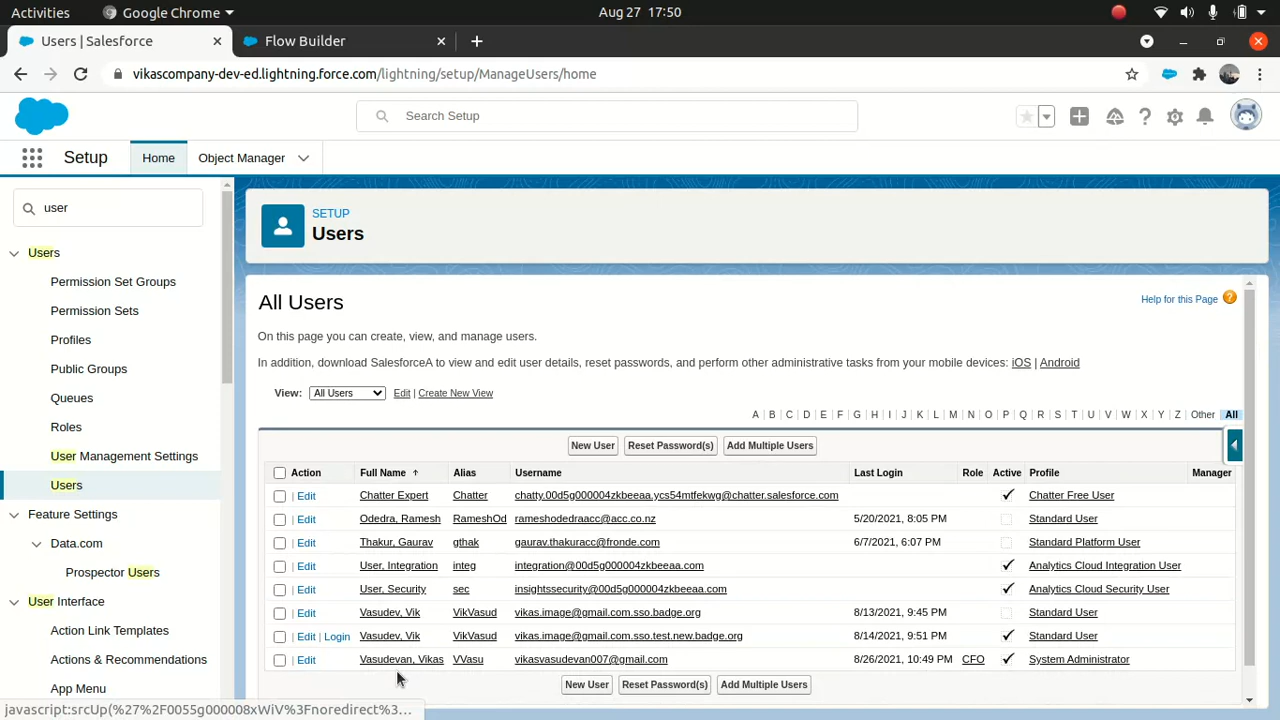 Activities Google Chrome Aug 27 17:50
Users | Salesforce Flow Builder
vikascompany-dev-ed.lightning.force.com/lightning/setup/ManageUsers/home
Search Setup
Setup Home Object Manager
user
Users
Permission Set Groups
Permission Sets
Profiles
Public Groups
Queues
Roles
User Management Settings
Users
Feature Settings
Data.com
Prospector Users
User Interface
Action Link Templates
Actions & Recommendations
App Menu
SETUP
Users
All Users
Help for this Page ?
On this page you can create, view, and manage users.
In addition, download SalesforceA to view and edit user details, reset passwords, and perform other administrative tasks from your mobile devices: iOS | Android
View: All Users Edit | Create New View
A | B | C | D | E | F | G | H | I | J | K | L | M | N | O | P | Q | R | S | T | U | V | W | X | Y | Z | Other All
New User Reset Password(s) Add Multiple Users
Action Full Name Alias Username Last Login Role Active Profile Manager
| Edit Chatter Expert Chatter chatty.00d5g000004zkbeeaa.ycs54mtfekwg@chatter.salesforce.com Chatter Free User
| Edit Odedra, Ramesh RameshOd rameshodedraacc@acc.co.nz 5/20/2021, 8:05 PM Standard User
| Edit Thakur, Gaurav gthak gaurav.thakuracc@fronde.com 6/7/2021, 6:07 PM Standard Platform User
| Edit User, Integration integ integration@00d5g000004zkbeeaa.com Analytics Cloud Integration User
| Edit User, Security sec insightssecurity@00d5g000004zkbeeaa.com Analytics Cloud Security User
| Edit Vasudev, Vik VikVasud vikas.image@gmail.com.sso.badge.org 8/13/2021, 9:45 PM Standard User
| Edit | Login Vasudev, Vik VikVasud vikas.image@gmail.com.sso.test.new.badge.org 8/14/2021, 9:51 PM Standard User
| Edit Vasudevan, Vikas VVasu vikasvasudevan007@gmail.com 8/26/2021, 10:49 PM CFO System Administrator
New User Reset Password(s) Add Multiple Users
javascript:srcUp(%27%2F0055g000008xWiV%3Fnoredirect%3...